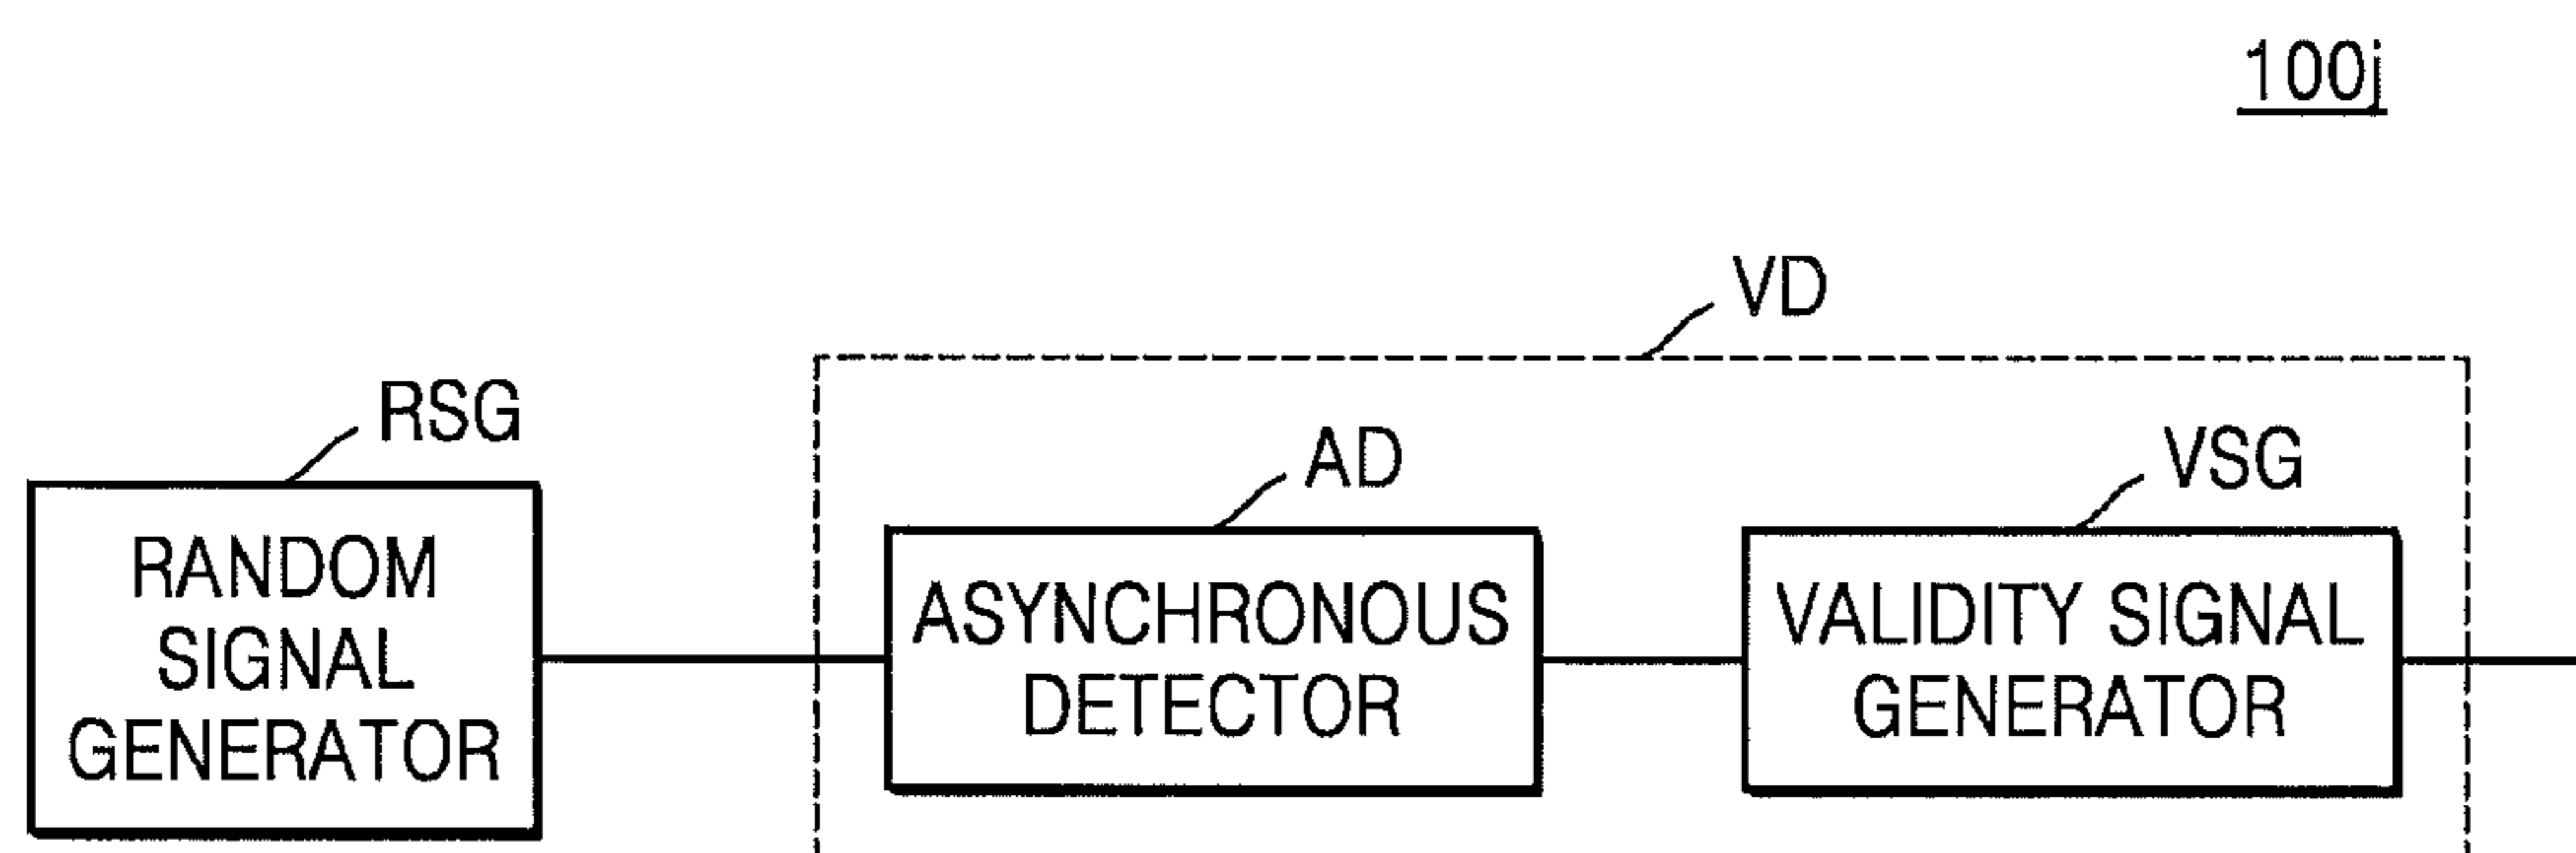 100j
VD
RSG
AD
VSG
RANDOM
SIGNAL
GENERATOR
ASYNCHRONOUS
DETECTOR
VALIDITY SIGNAL
GENERATOR